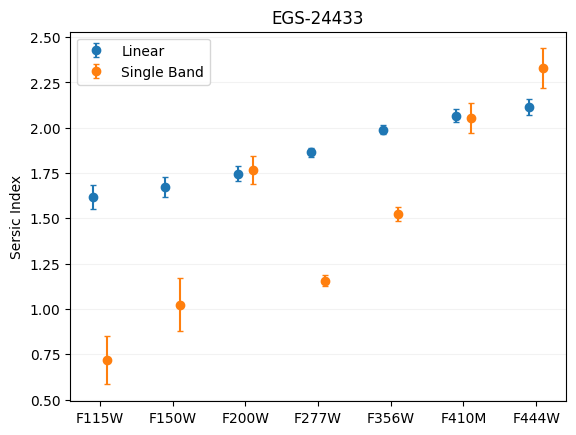 EGS-24433
Linear
Single Band
Sersic Index
2.50
2.25
2.00
1.75
1.50
1.25
1.00
0.75
0.50
F115W F150W F200W F277W F356W F410M F444W